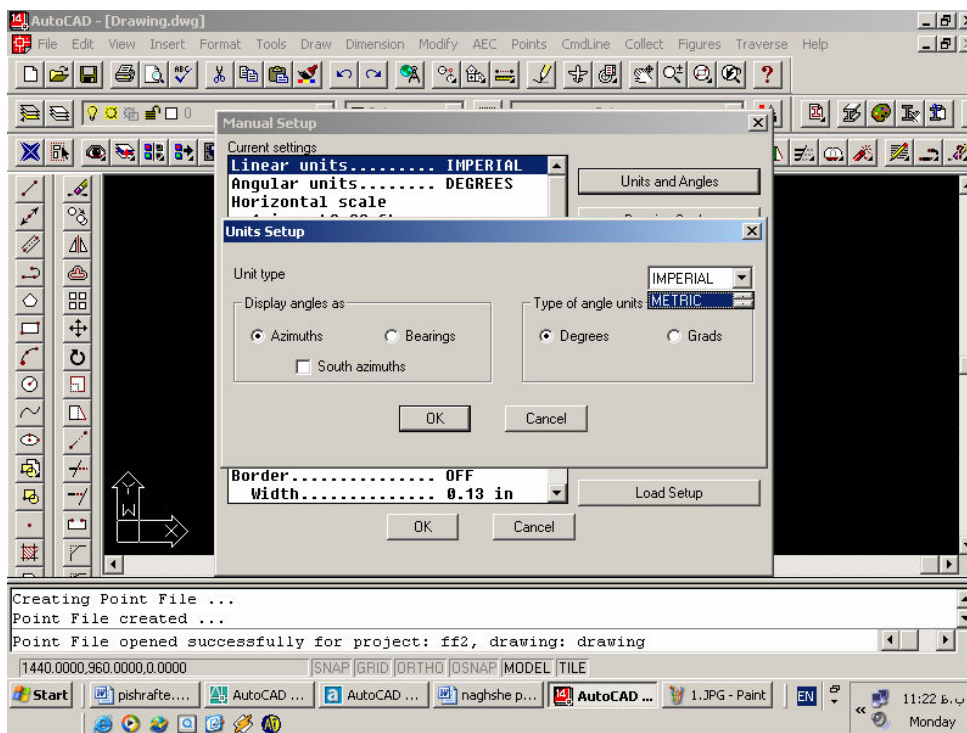 AutoCAD - [Drawing.dwg]
File Edit View Insert Format Tools Draw Dimension Modify AEC Points CmdLine Collect Figures Traverse Help
ABC
0
Manual Setup
Current settings
Linear units......... IMPERIAL
Angular units........ DEGREES
Horizontal scale
Units and Angles
Units Setup
Unit type
IMPERIAL
METRIC
Display angles as
Type of angle units
Azimuths
Bearings
Degrees
Grads
South azimuths
OK
Cancel
Border............... OFF
Width.............. 0.13 in
Load Setup
OK
Cancel
Y
W
X
Creating Point File ...
Point File created ...
Point File opened successfully for project: ff2, drawing: drawing
1440.0000,960.0000,0.0000
SNAP GRID ORTHO OSNAP MODEL TILE
Start
pishrafte....
AutoCAD ...
AutoCAD ...
naghshe p...
AutoCAD ...
1.JPG - Paint
EN
11:22 ب.ظ
Monday